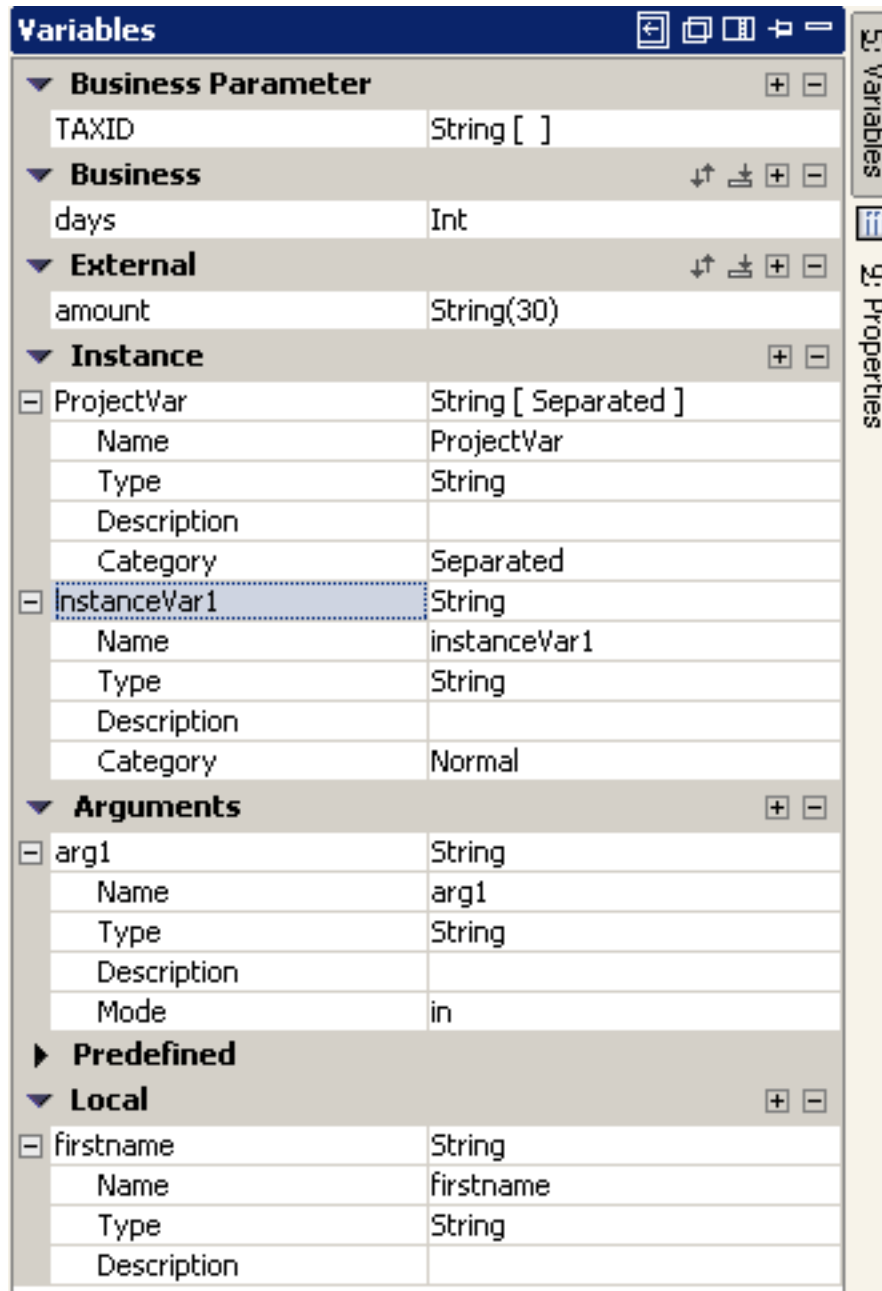 Variables
Business Parameter
TAXID String [ ]
Business
days Int
External
amount String(30)
Instance
ProjectVar String [ Separated ]
Name ProjectVar
Type String
Description
Category Separated
InstanceVar1 String
Name instanceVar1
Type String
Description
Category Normal
Arguments
arg1 String
Name arg1
Type String
Description
Mode in
Predefined
Local
firstname String
Name firstname
Type String
Description
5: Variables
9: Properties